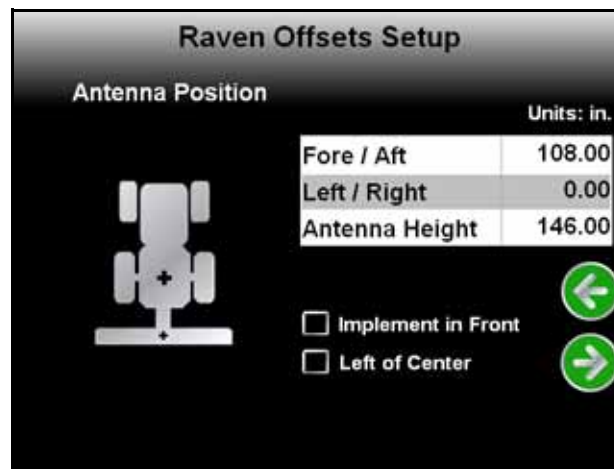 Raven Offsets Setup
Antenna Position
Units: in.
Fore / Aft 108.00
Left / Right 0.00
Antenna Height 146.00
Implement in Front
Left of Center